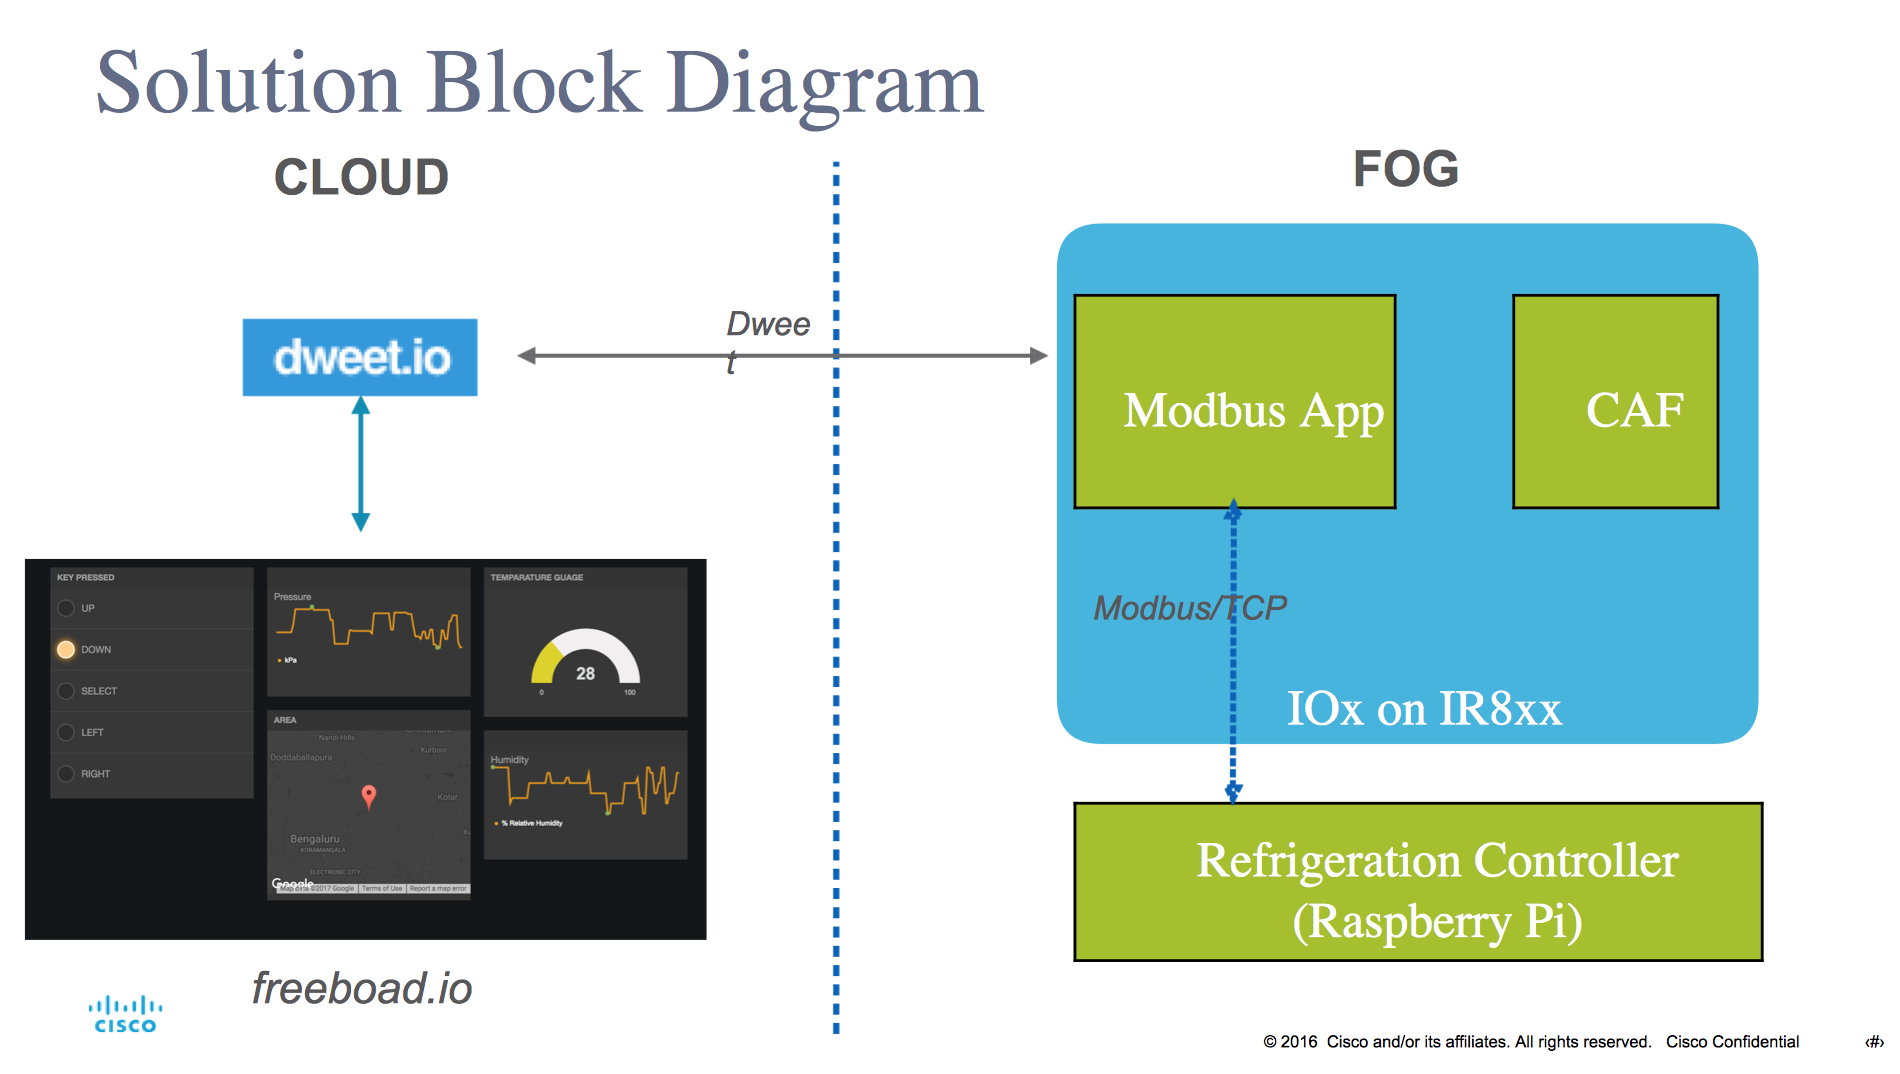 Solution Block Diagram
CLOUD
FOG
dweet.io
Dwee
t
Modbus App
CAF
Modbus/TCP
IOx on IR8xx
Refrigeration Controller
(Raspberry Pi)
KEY PRESSED
UP
DOWN
SELECT
LEFT
RIGHT
Pressure
kPa
AREA
Nandi Hills
Doddaballapura
Kurboor
Kolar
Bengaluru
KORAMANGALA
ELECTRONIC CITY
Google
Map data ©2017 Google
Terms of Use
Report a map error
TEMPARATURE GUAGE
28
0
100
Humidity
% Relative Humidity
freeboad.io
CISCO
© 2016 Cisco and/or its affiliates. All rights reserved. Cisco Confidential
‹#›